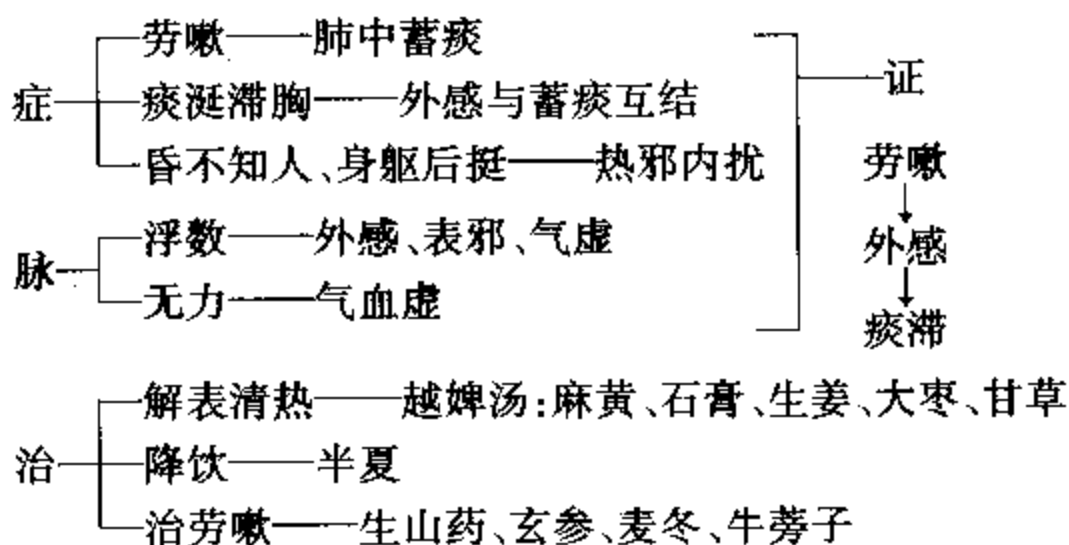 症
劳嗽——肺中蓄痰
痰涎滞胸——外感与蓄痰互结
昏不知人、身躯后挺——热邪内扰
脉
浮数——外感、表邪、气虚
无力——气血虚
证
劳嗽
外感
痰滞
治
解表清热——越婢汤:麻黄、石膏、生姜、大枣、甘草
降饮——半夏
治劳嗽——生山药、玄参、麦冬、牛蒡子